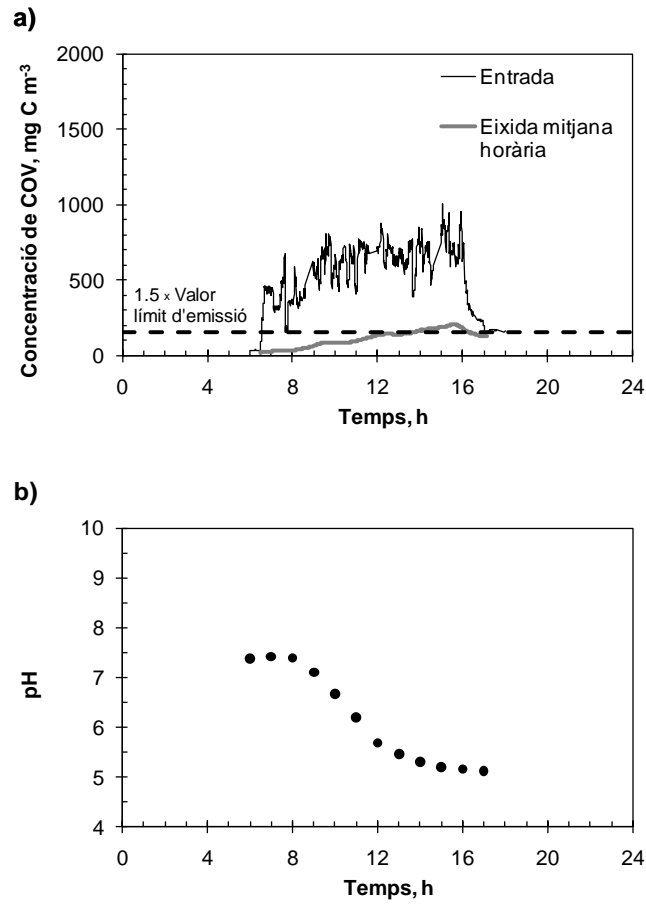 a)
2000
1500
1000
500
0
Concentració de COV, mg C m-3
Entrada
Eixida mitjana
horària
1.5 x Valor
límit d'emissió
0 4 8 12 16 20 24
Temps, h
b)
10
9
8
7
6
5
4
pH
0 4 8 12 16 20 24
Temps, h